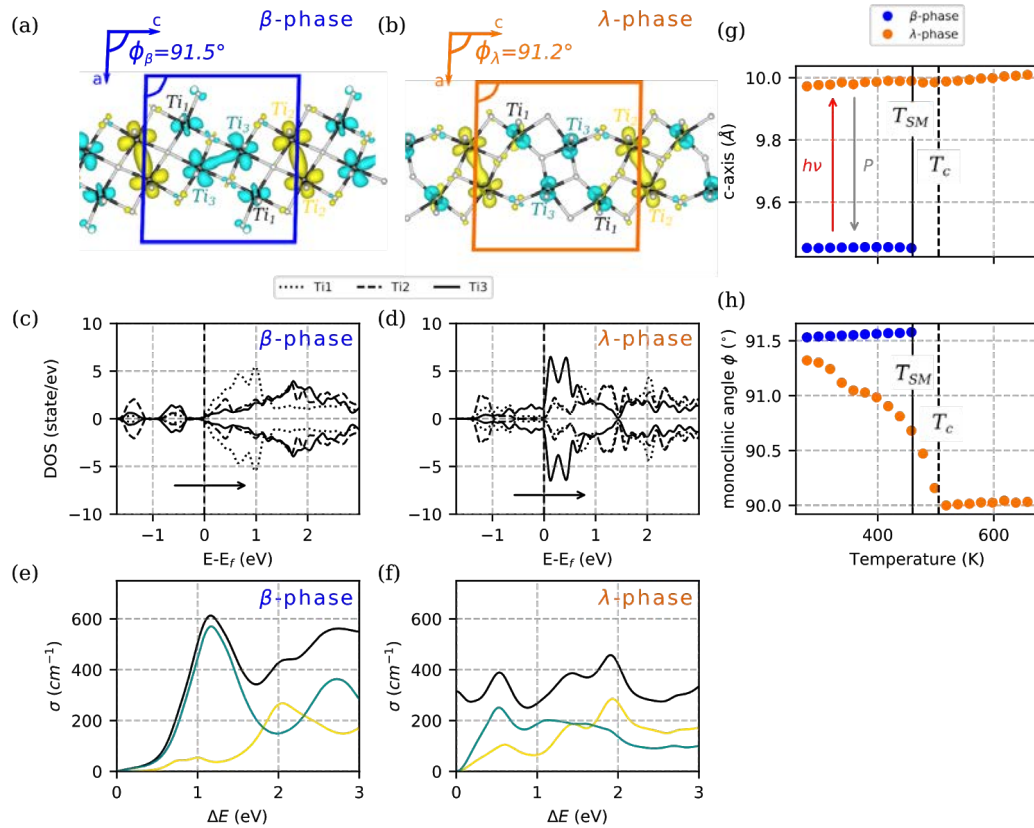 (a)
β-phase
c
ϕβ=91.5°
a
Ti1
Ti3
Ti2
Ti3
Ti1
Ti2
(b)
λ-phase
c
ϕλ=91.2°
a
Ti1
Ti3
Ti2
Ti3
Ti1
Ti2
Ti1
Ti2
Ti3
(c)
β-phase
DOS (state/ev)
10
5
0
−5
−10
−1
0
1
2
E-Ef (eV)
(d)
λ-phase
10
5
0
−5
−10
−1
0
1
2
E-Ef (eV)
(e)
β-phase
σ (cm−1)
600
400
200
0
0
1
2
3
ΔE (eV)
(f)
λ-phase
σ (cm−1)
600
400
200
0
0
1
2
3
ΔE (eV)
β-phase
λ-phase
(g)
c-axis (Å)
10.0
9.8
9.6
hν
P
TSM
Tc
(h)
monoclinic angle ϕ (°)
91.5
91.0
90.5
90.0
TSM
Tc
400
600
Temperature (K)